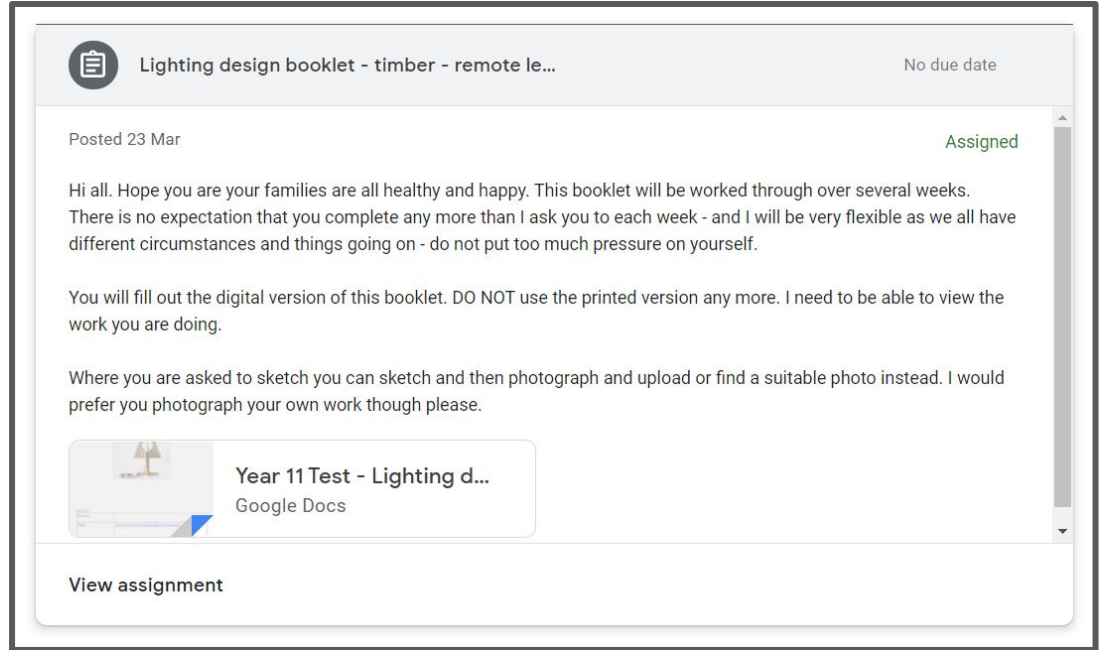 Lighting design booklet - timber - remote le...
No due date
Posted 23 Mar
Assigned
Hi all. Hope you are your families are all healthy and happy. This booklet will be worked through over several weeks.
There is no expectation that you complete any more than I ask you to each week - and I will be very flexible as we all have
different circumstances and things going on - do not put too much pressure on yourself.
You will fill out the digital version of this booklet. DO NOT use the printed version any more. I need to be able to view the
work you are doing.
Where you are asked to sketch you can sketch and then photograph and upload or find a suitable photo instead. I would
prefer you photograph your own work though please.
Year 11 Test - Lighting d...
Google Docs
View assignment